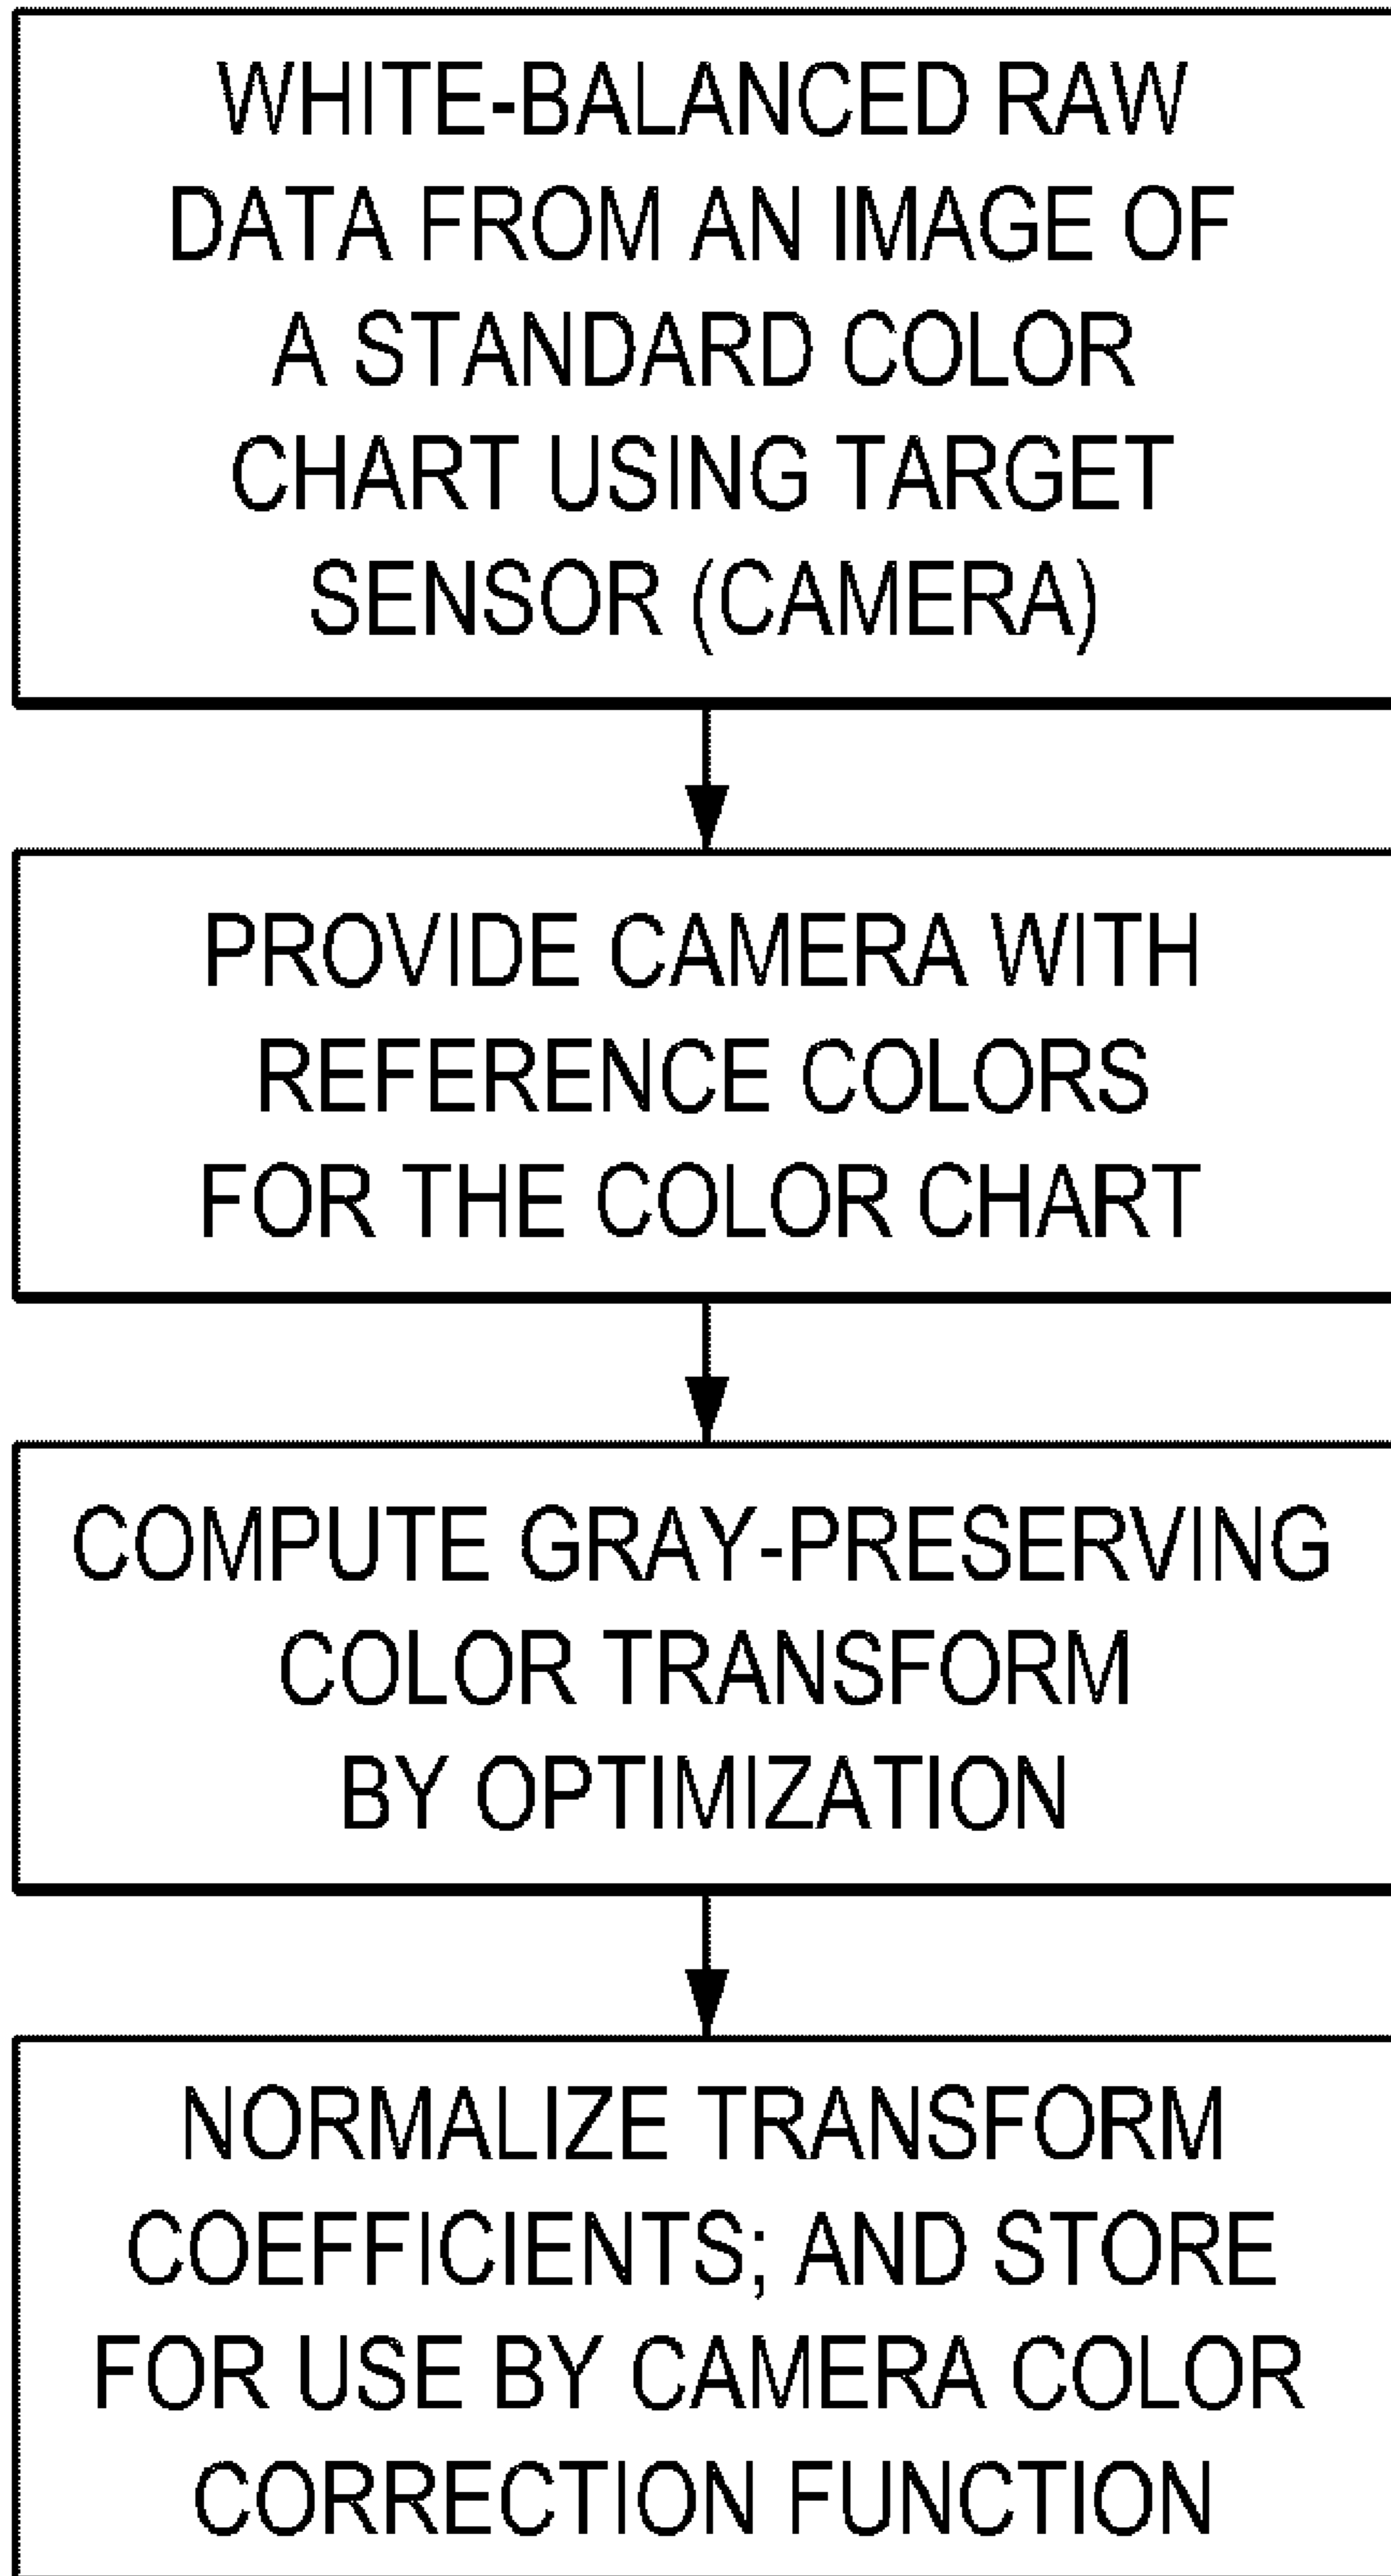 WHITE-BALANCED RAW
DATA FROM AN IMAGE OF
A STANDARD COLOR
CHART USING TARGET
SENSOR (CAMERA)
PROVIDE CAMERA WITH
REFERENCE COLORS
FOR THE COLOR CHART
COMPUTE GRAY-PRESERVING
COLOR TRANSFORM
BY OPTIMIZATION
NORMALIZE TRANSFORM
COEFFICIENTS; AND STORE
FOR USE BY CAMERA COLOR
CORRECTION FUNCTION